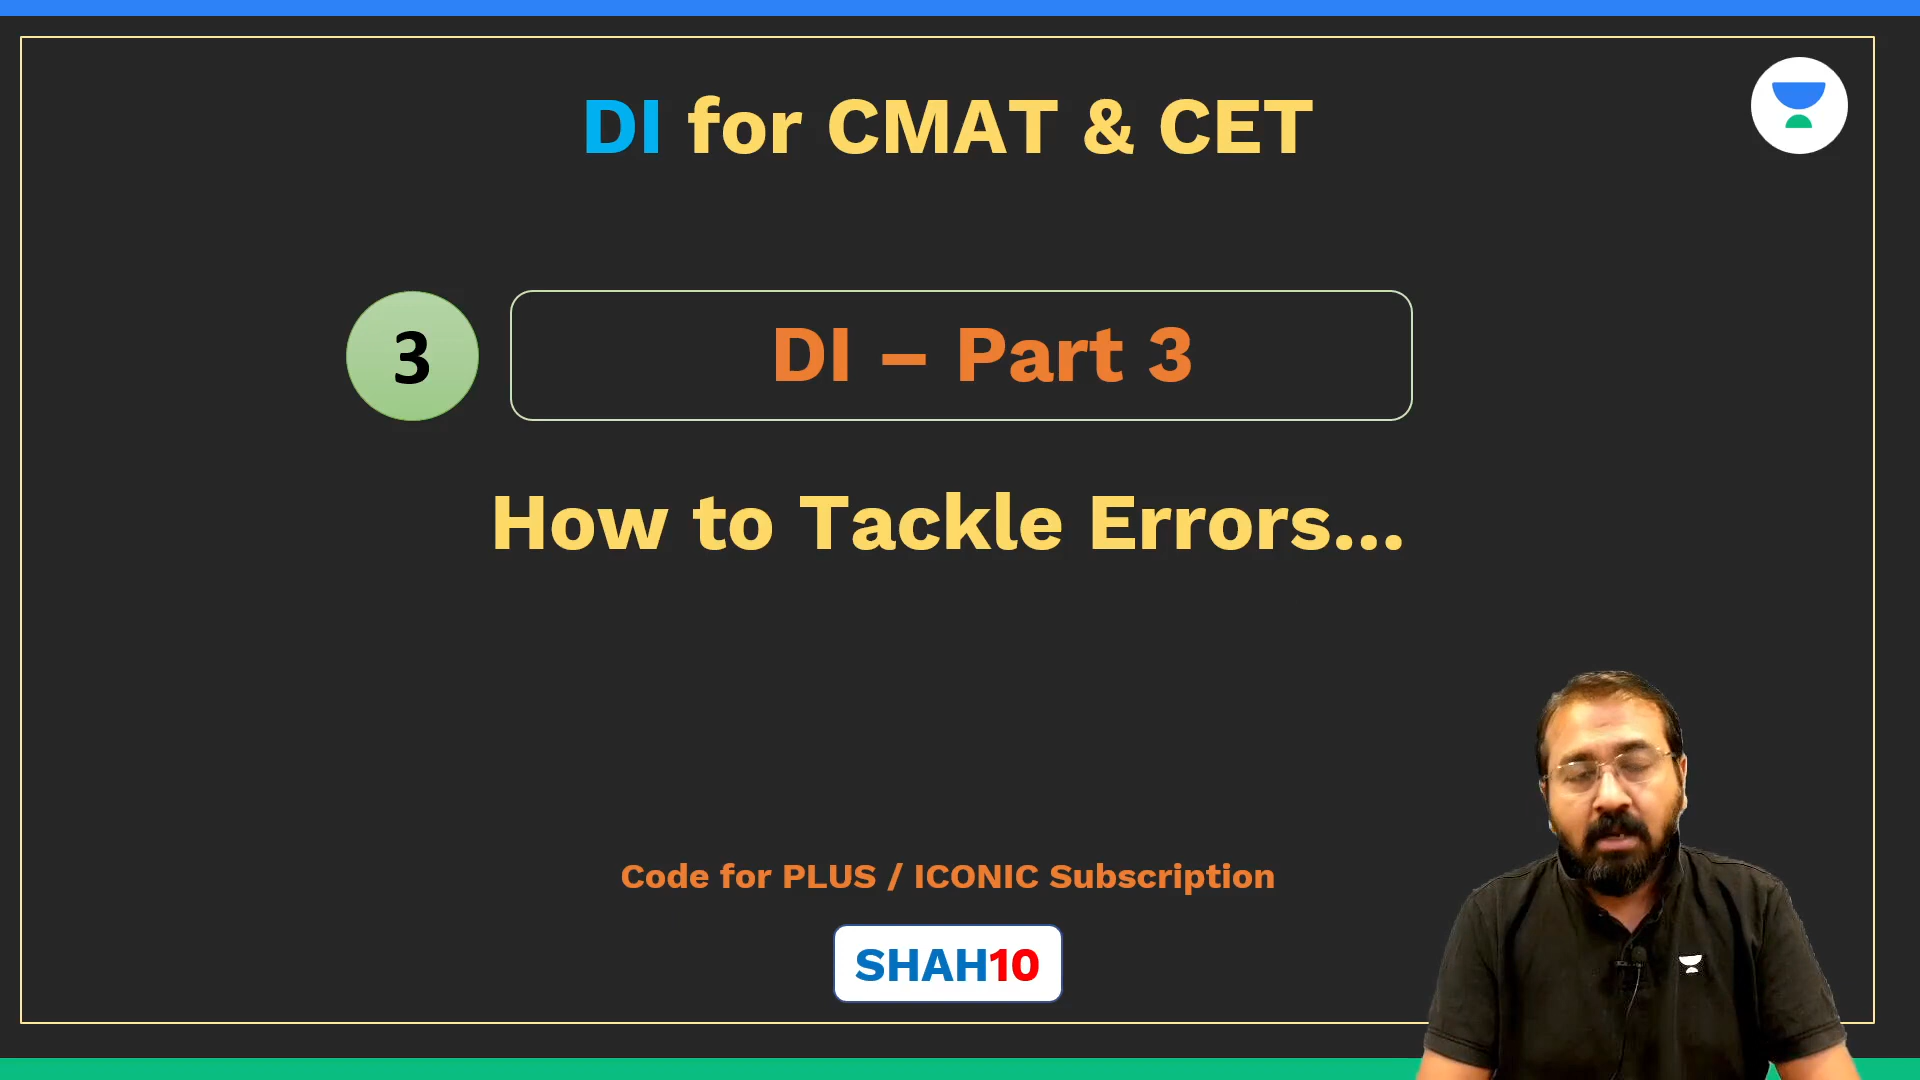 DI for CMAT & CET
3
DI – Part 3
How to Tackle Errors...
Code for PLUS / ICONIC Subscription
SHAH10